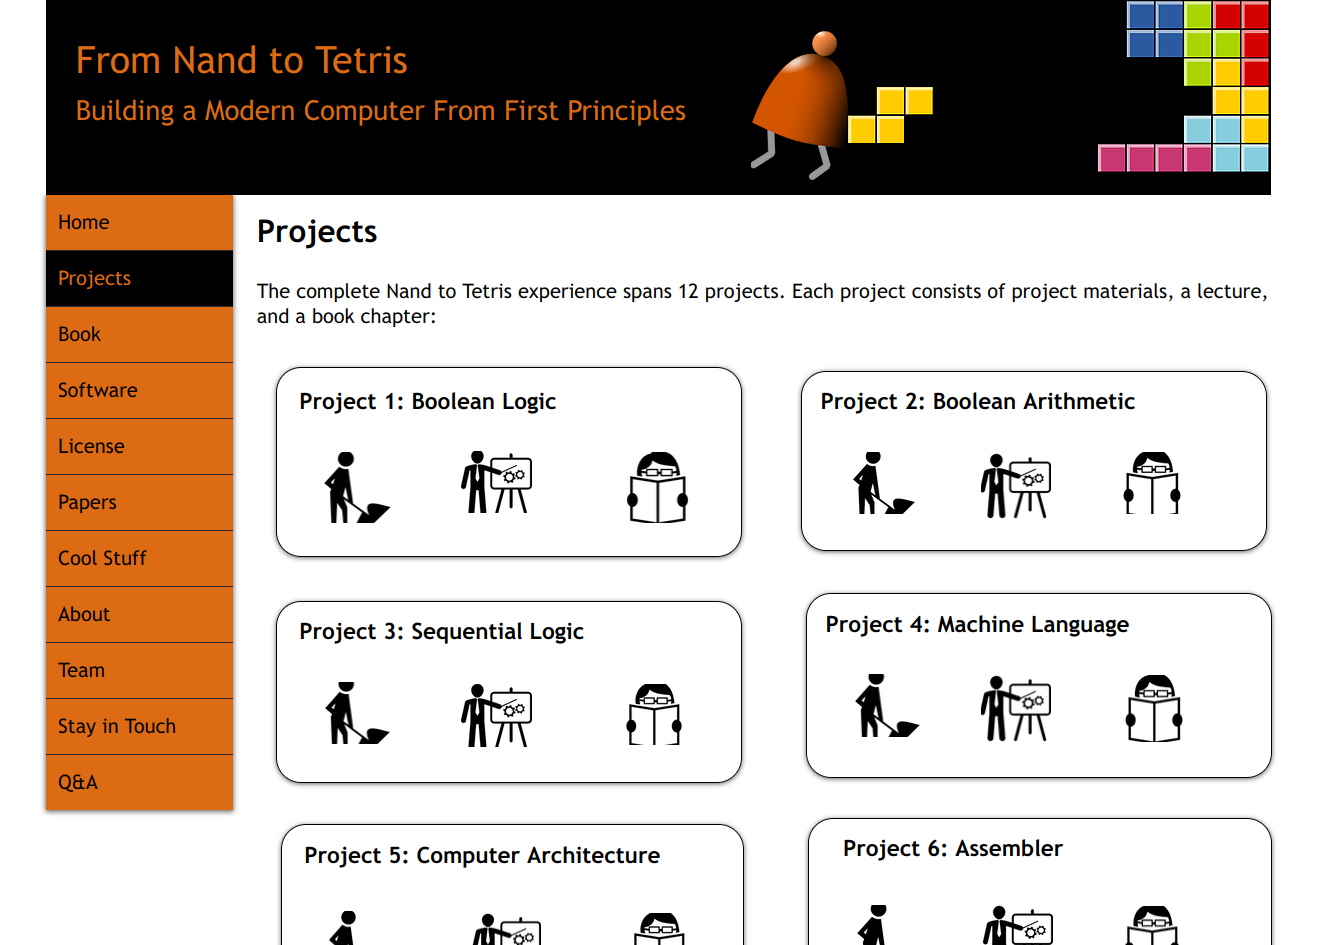 From Nand to Tetris
Building a Modern Computer From First Principles
Home
Projects
Book
Software
License
Papers
Cool Stuff
About
Team
Stay in Touch
Q&A
Projects
The complete Nand to Tetris experience spans 12 projects. Each project consists of project materials, a lecture,
and a book chapter:
Project 1: Boolean Logic
Project 2: Boolean Arithmetic
Project 3: Sequential Logic
Project 4: Machine Language
Project 5: Computer Architecture
Project 6: Assembler